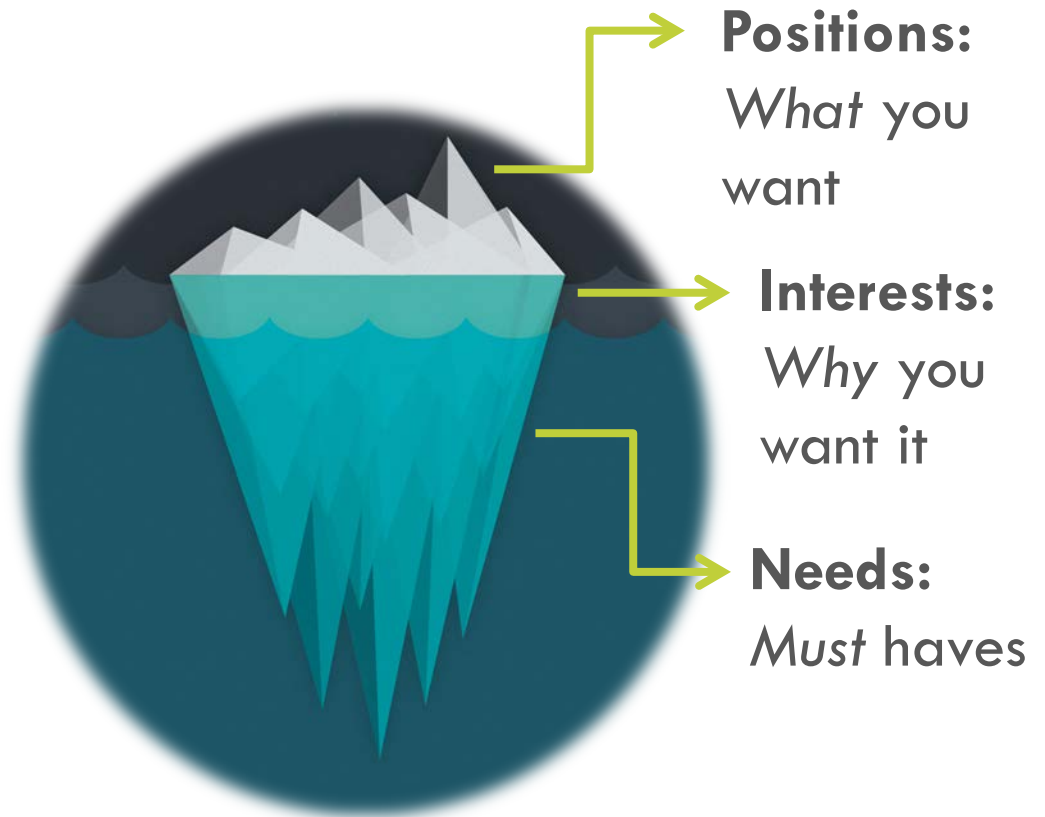 Positions:
What you
want
Interests:
Why you
want it
Needs:
Must haves